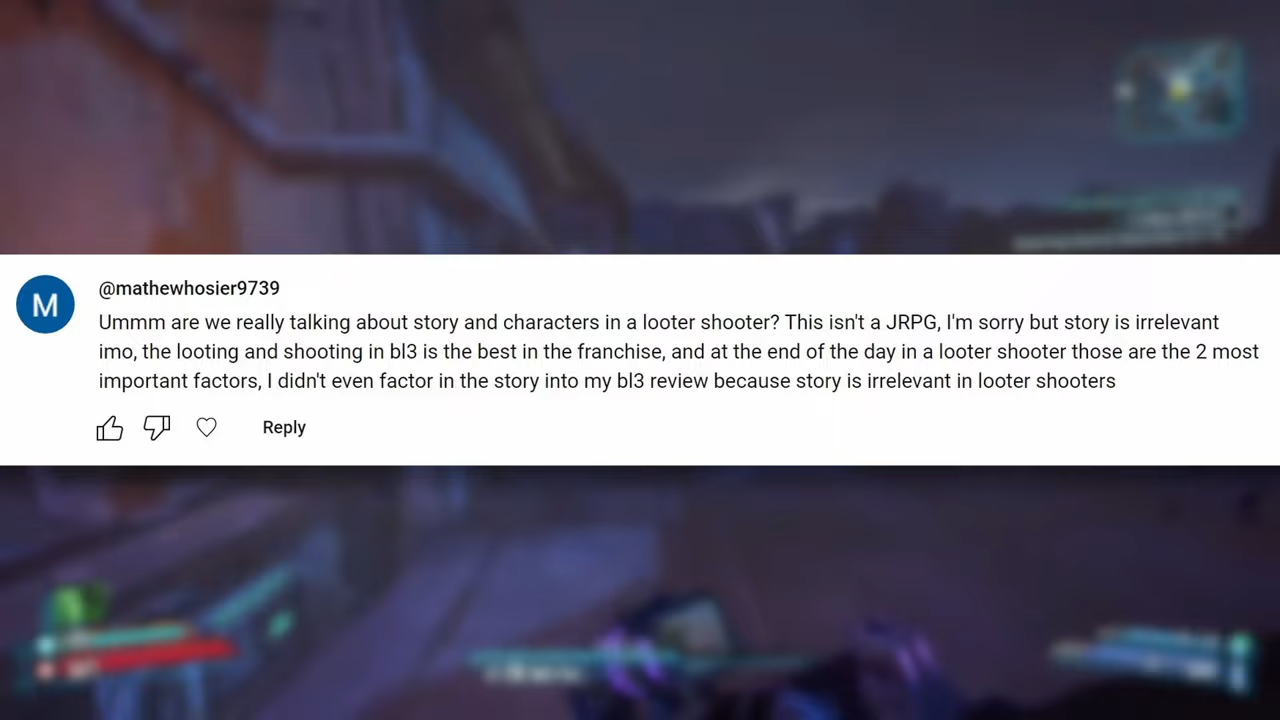 M
@mathewhosier9739
Ummm are we really talking about story and characters in a looter shooter? This isn't a JRPG, I'm sorry but story is irrelevant
imo, the looting and shooting in bl3 is the best in the franchise, and at the end of the day in a looter shooter those are the 2 most
important factors, I didn't even factor in the story into my bl3 review because story is irrelevant in looter shooters
Reply